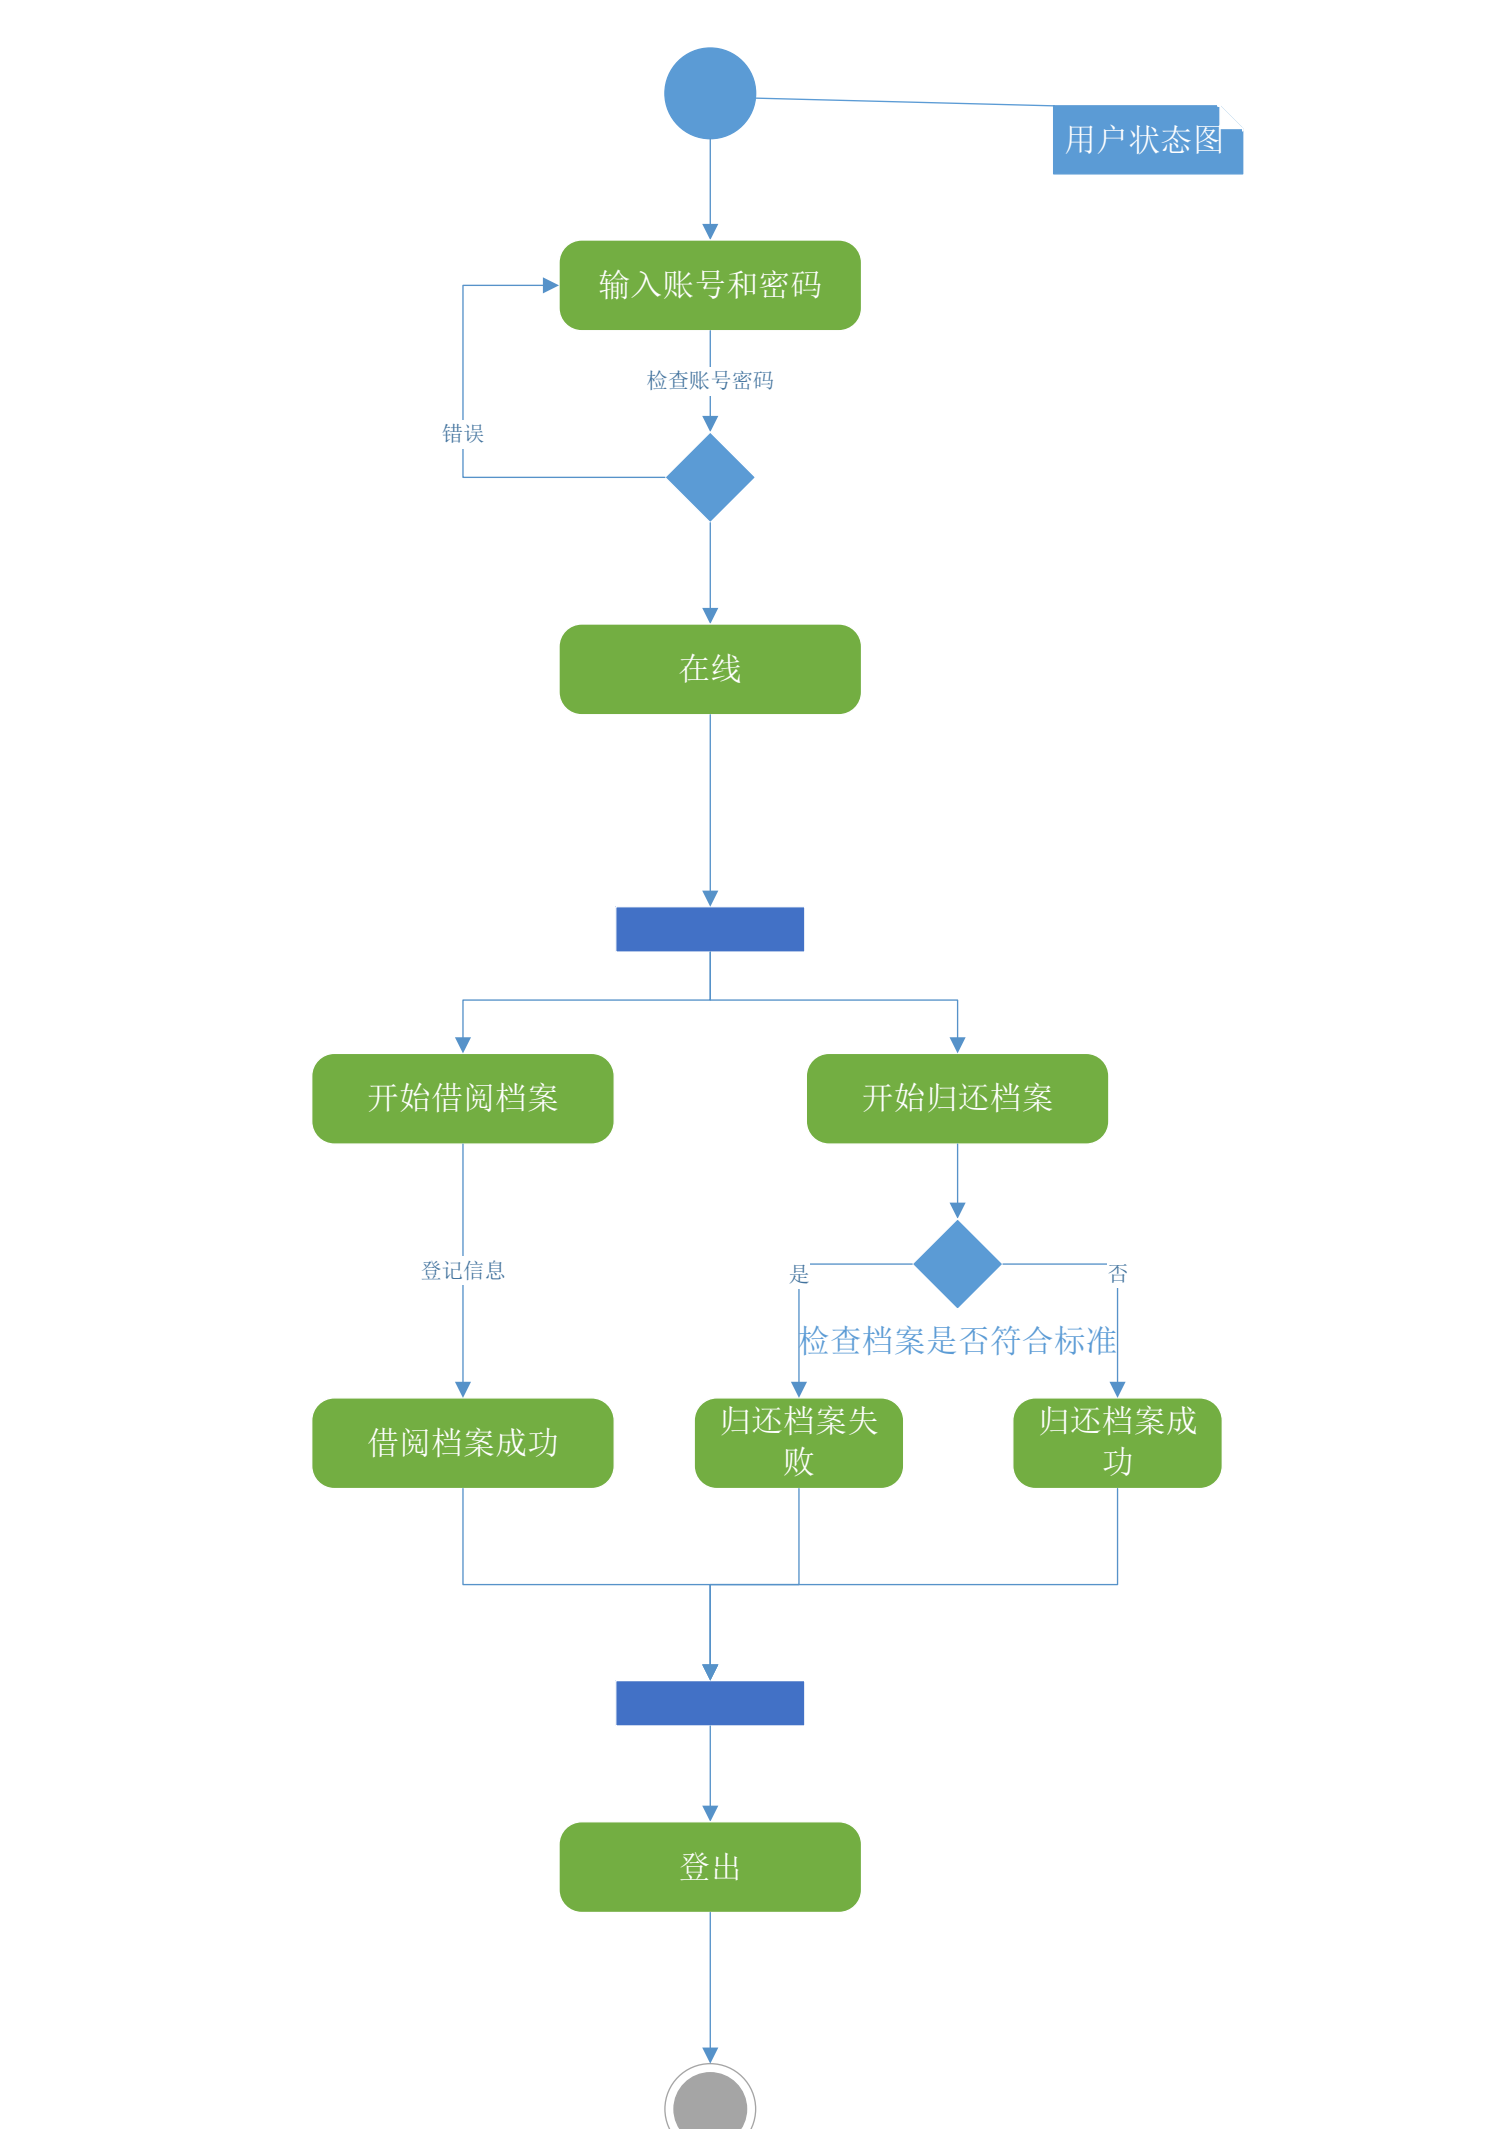 用户状态图
输入账号和密码
检查账号密码
错误
在线
开始借阅档案
开始归还档案
登记信息
是
否
检查档案是否符合标准
借阅档案成功
归还档案失
败
归还档案成
功
登出